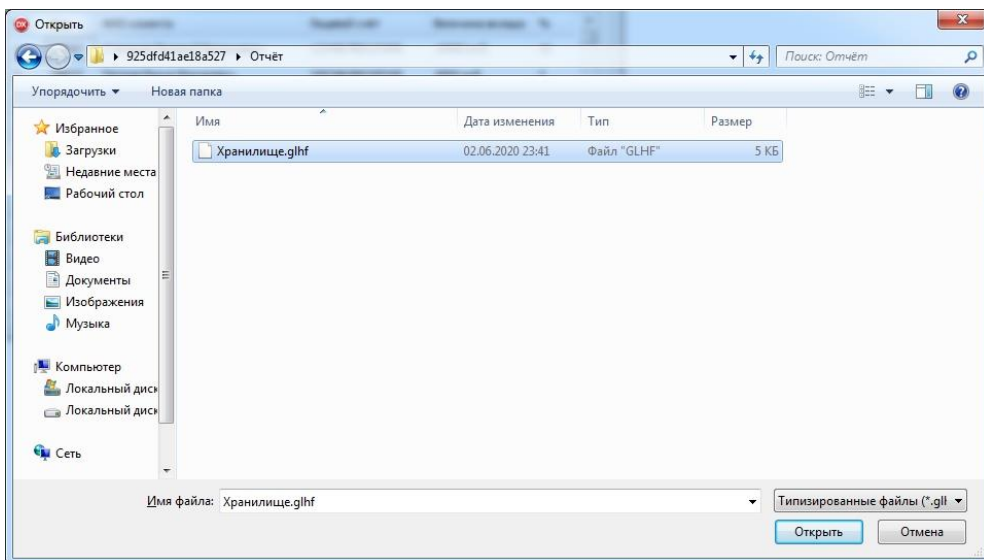 Открыть
925dfd41ae18a527 Отчёт
Поиск: Отчёт
Упорядочить Новая папка
Имя Дата изменения Тип Размер
Хранилище.glhf 02.06.2020 23:41 Файл "GLHF" 5 КБ
Избранное
Загрузки
Недавние места
Рабочий стол
Библиотеки
Видео
Документы
Изображения
Музыка
Компьютер
Локальный диск
Локальный диск
Сеть
Имя файла: Хранилище.glhf
Типизированные файлы (*.glh
Открыть Отмена